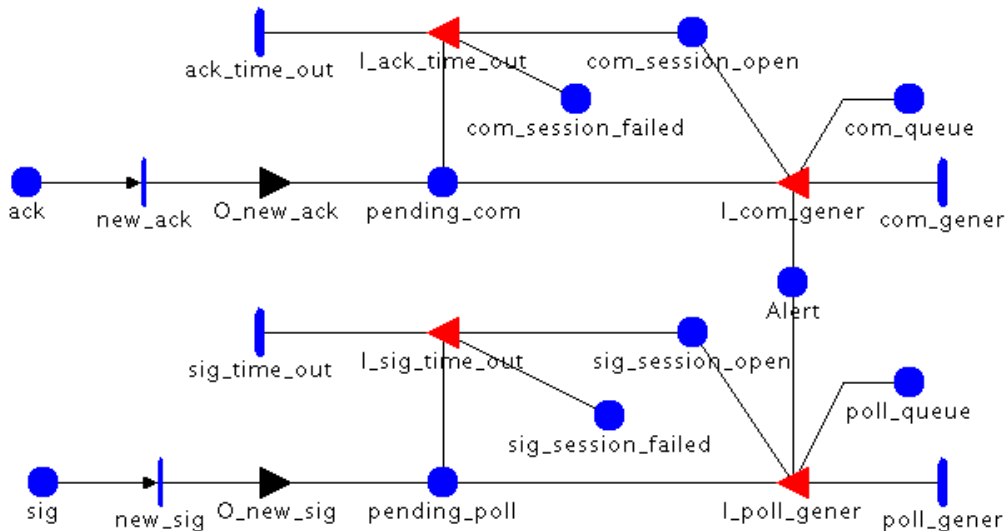 ack_time_out
I_ack_time_out
com_session_open
com_session_failed
com_queue
ack
new_ack
O_new_ack
pending_com
I_com_gener
com_gener
Alert
sig_time_out
I_sig_time_out
sig_session_open
sig_session_failed
poll_queue
sig
new_sig
O_new_sig
pending_poll
I_poll_gener
poll_gener